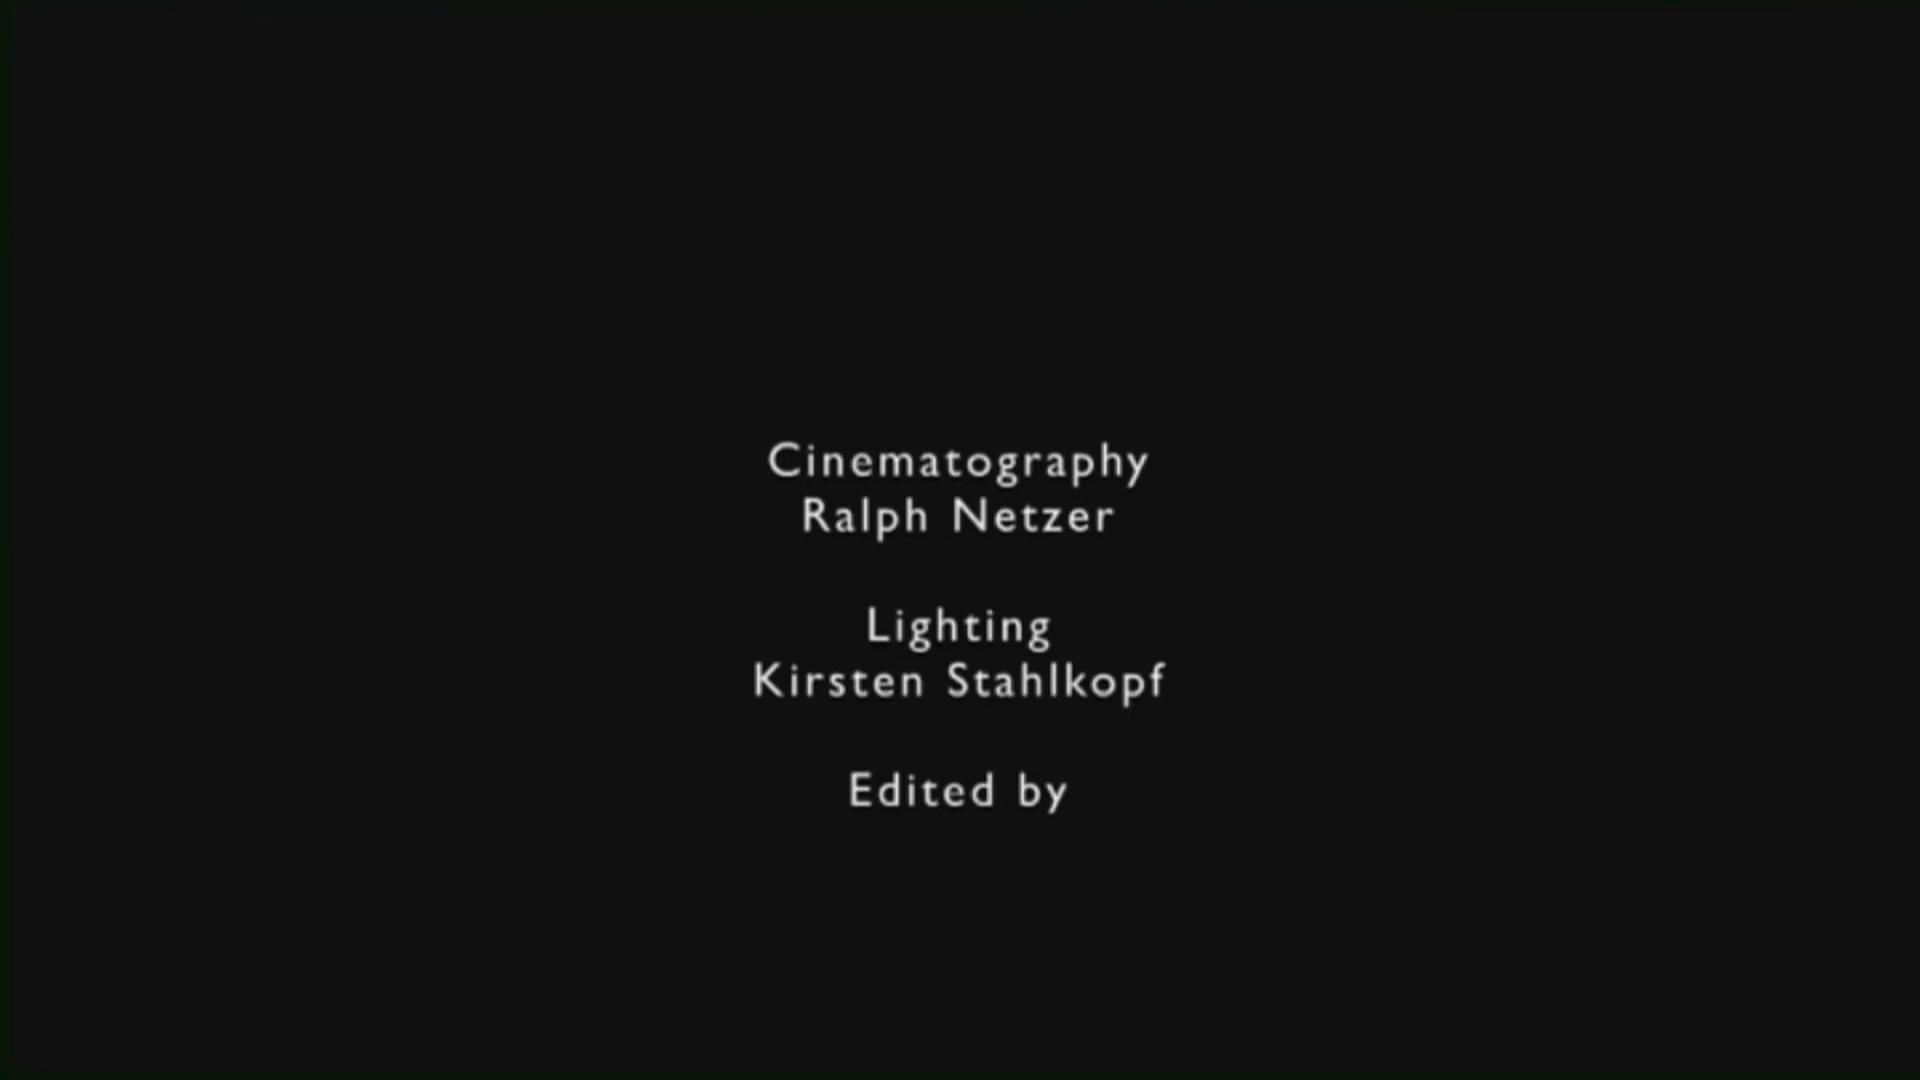 Cinematography
Ralph Netzer
Lighting
Kirsten Stahlkopf
Edited by